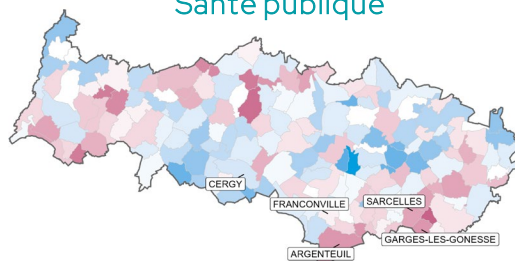 Santé publique
CERGY
FRANCONVILLE
SARCELLES
GARGES-LES-GONESSE
ARGENTEUIL